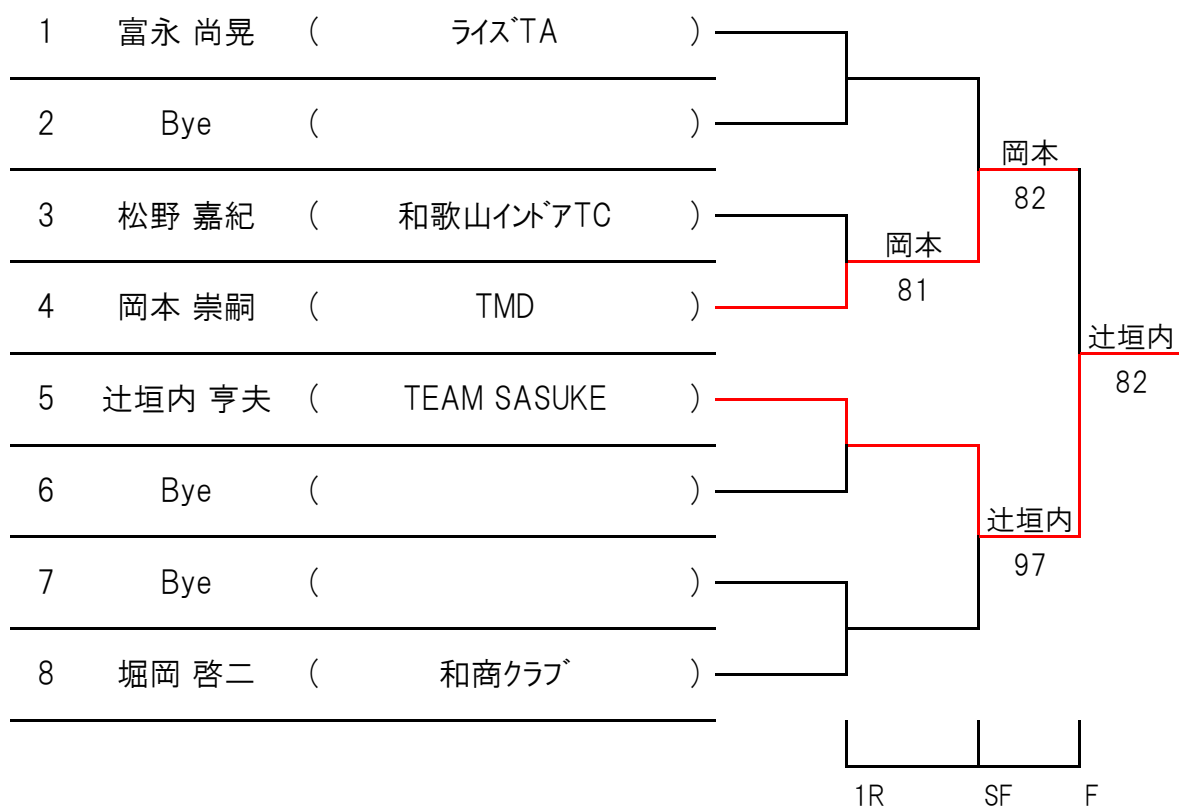 1 富永 尚晃 ( ライズTA )
2 Bye ( )
岡本
82
3 松野 嘉紀 ( 和歌山インドアTC )
岡本
81
4 岡本 崇嗣 ( TMD )
辻垣内
82
5 辻垣内 亨夫 ( TEAM SASUKE )
6 Bye ( )
辻垣内
97
7 Bye ( )
8 堀岡 啓二 ( 和商クラブ )
1R SF F